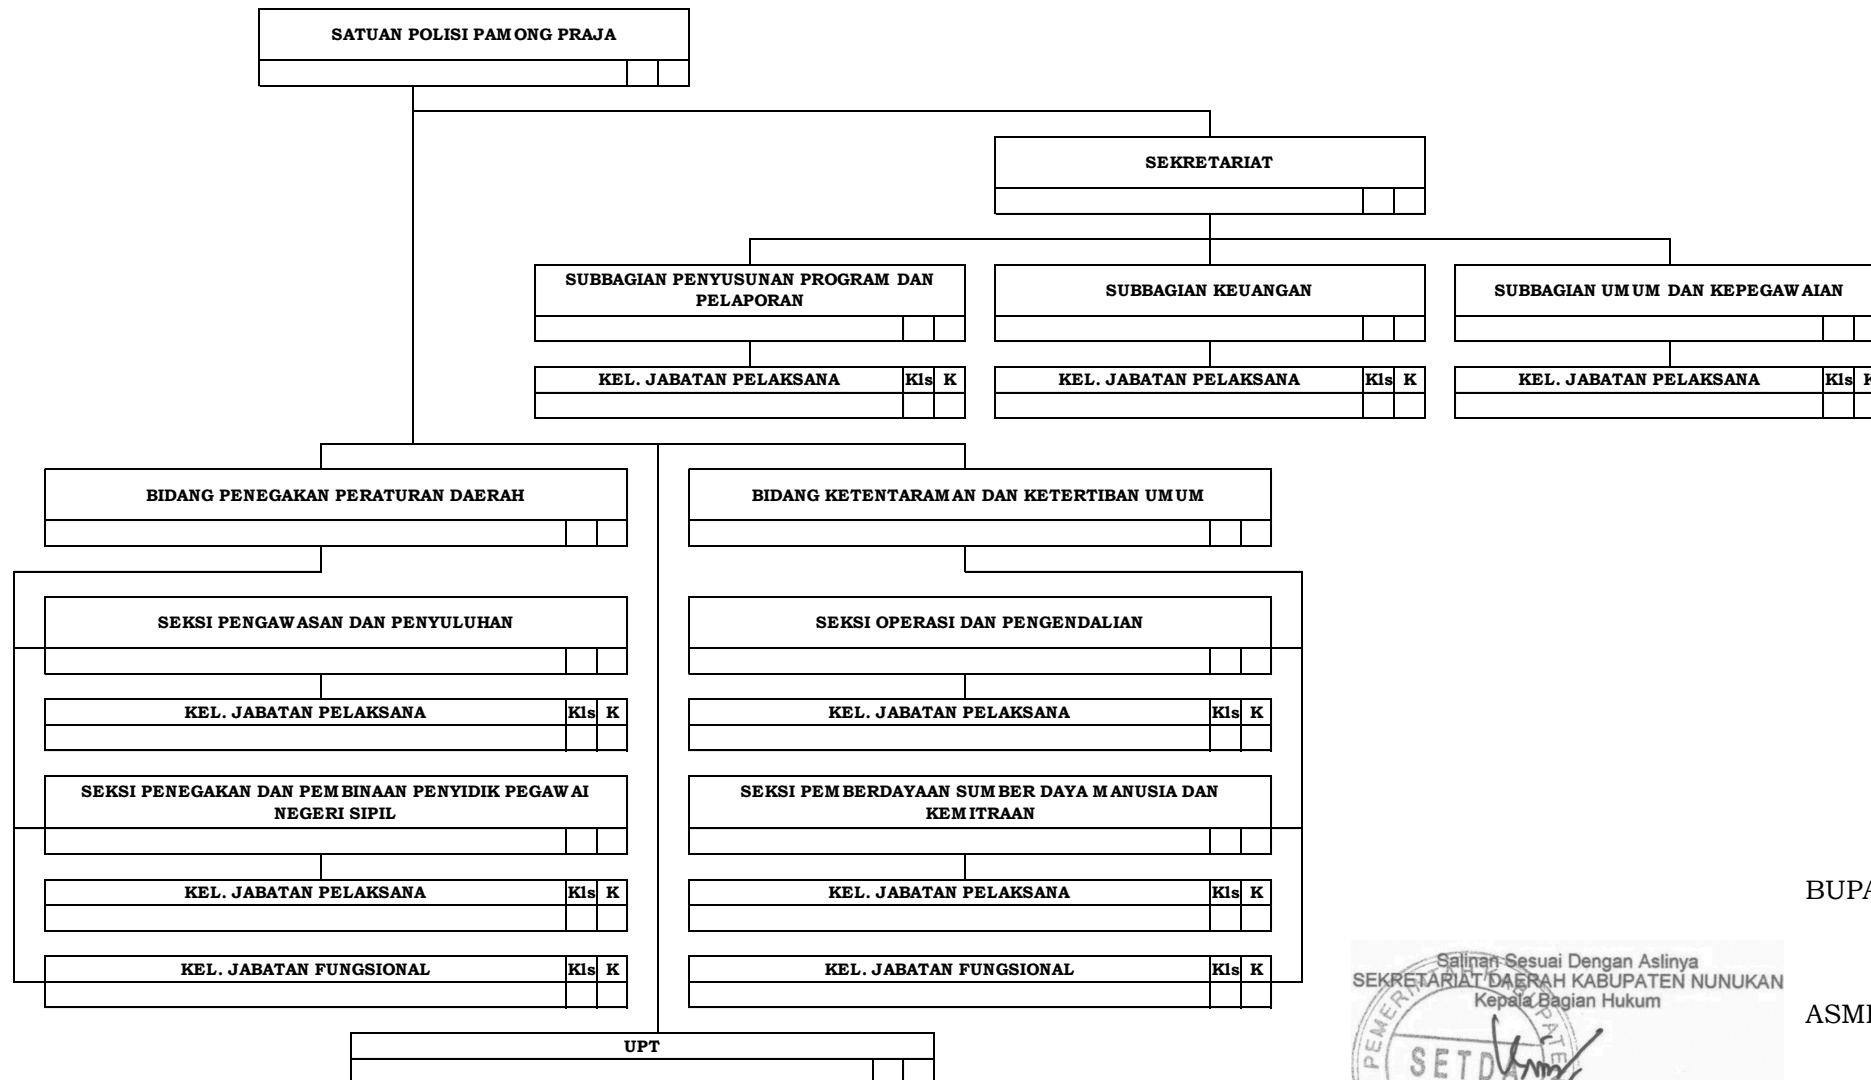 SATUAN POLISI PAMONG PRAJA
SEKRETARIAT
SUBBAGIAN PENYUSUNAN PROGRAM DAN
PELAPORAN
SUBBAGIAN KEUANGAN
SUBBAGIAN UMUM DAN KEPEGAWAIAN
KEL. JABATAN PELAKSANA Kls K
KEL. JABATAN PELAKSANA Kls K
KEL. JABATAN PELAKSANA Kls K
BIDANG PENEGAKAN PERATURAN DAERAH
BIDANG KETENTARAMAN DAN KETERTIBAN UMUM
SEKSI PENGAWASAN DAN PENYULUHAN
SEKSI OPERASI DAN PENGENDALIAN
KEL. JABATAN PELAKSANA Kls K
KEL. JABATAN PELAKSANA Kls K
SEKSI PENEGAKAN DAN PEMBINAAN PENYIDIK PEGAWAI
NEGERI SIPIL
SEKSI PEMBERDAYAAN SUMBER DAYA MANUSIA DAN
KEMITRAAN
KEL. JABATAN PELAKSANA Kls K
KEL. JABATAN PELAKSANA Kls K
KEL. JABATAN FUNGSIONAL Kls K
KEL. JABATAN FUNGSIONAL Kls K
UPT
BUPA
Salinan Sesuai Dengan Aslinya
SEKRETARIAT DAERAH KABUPATEN NUNUKAN
Kepala Bagian Hukum
SETDA